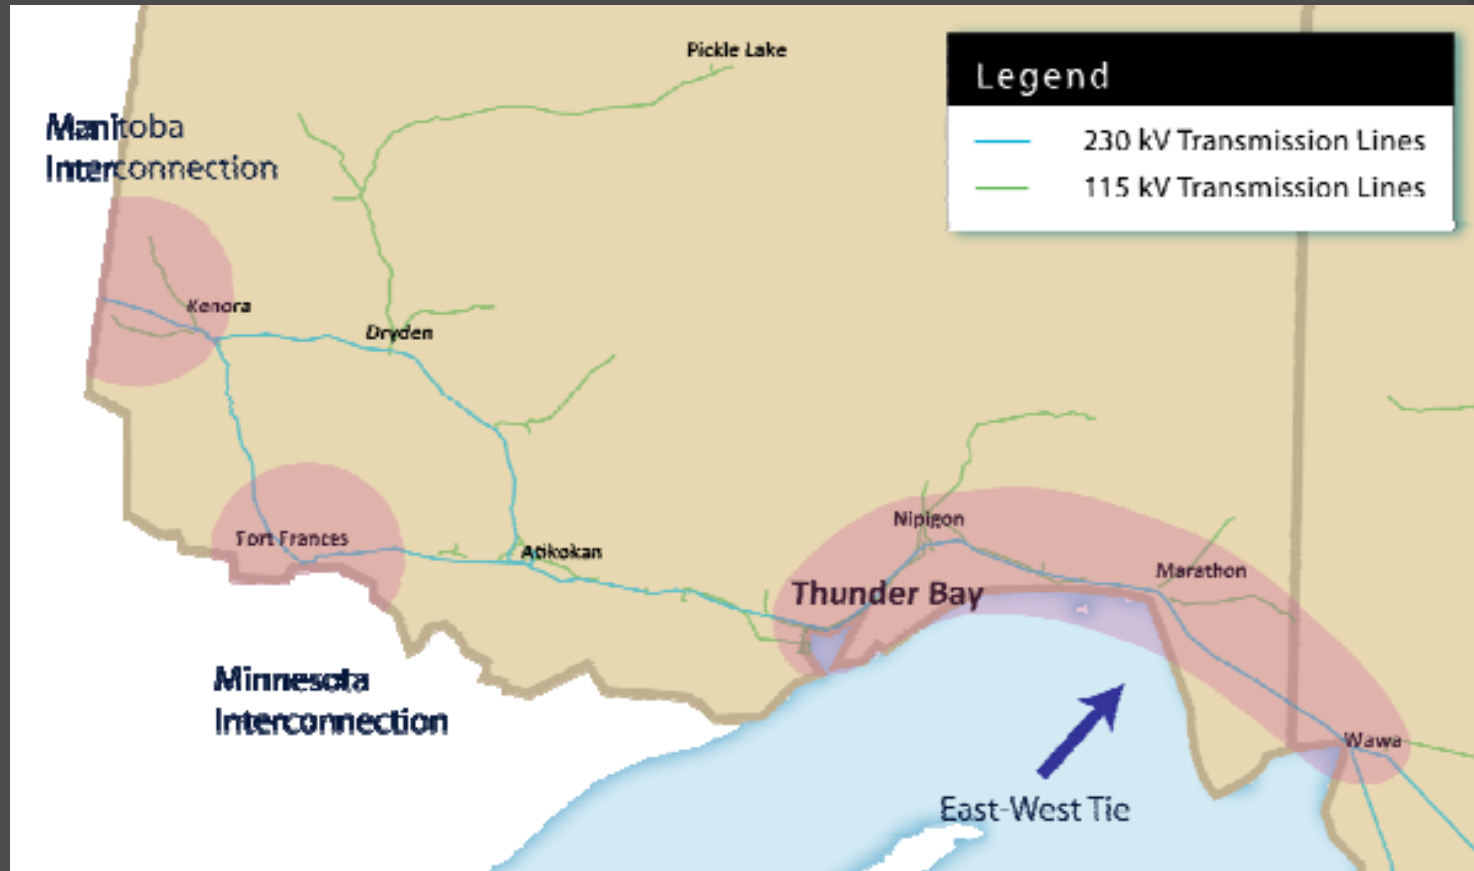 Pickle Lake
Legend
230 kV Transmission Lines
115 kV Transmission Lines
Manitoba
Interconnection
Kenora
Dryden
Nipigon
Fort Frances
Atikokan
Marathon
Thunder Bay
Minnesota
Interconnection
Wawa
East-West Tie